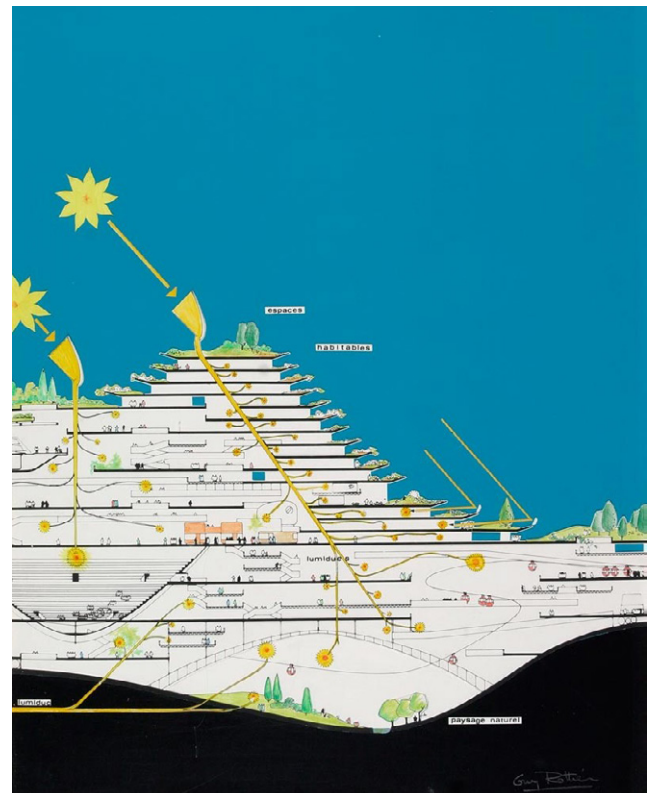 espaces
habitables
lumiducs
lumiduc
paysage naturel
Guy Rottier